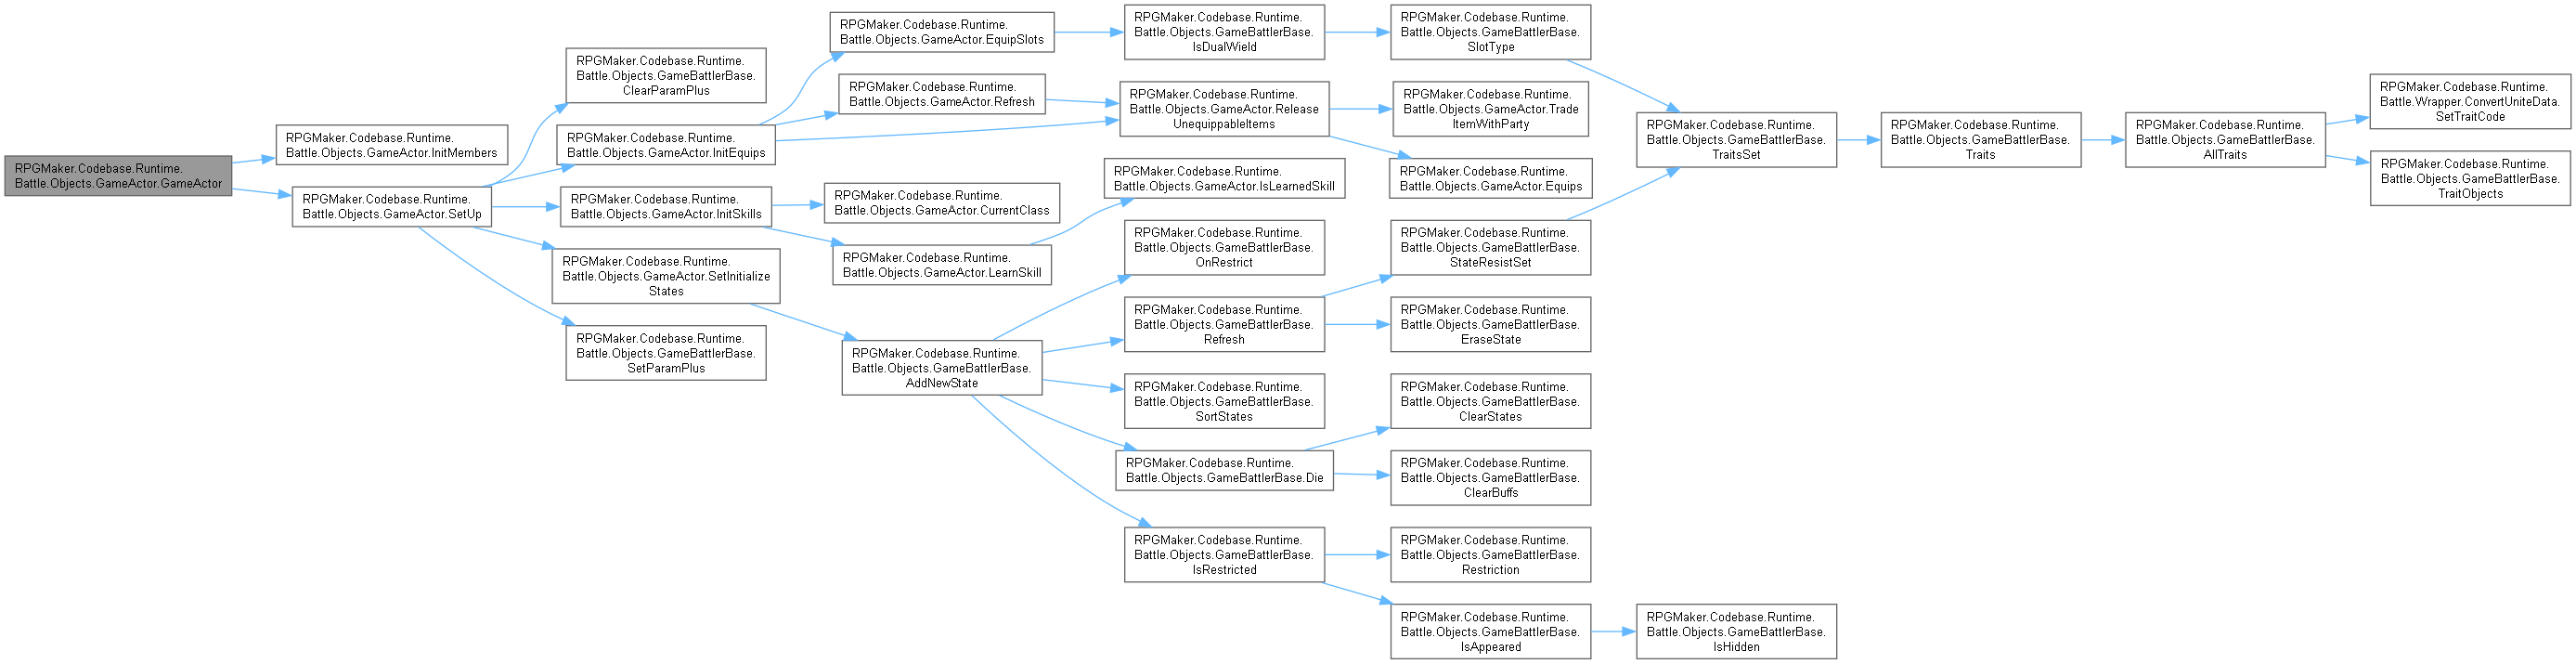 RPGMaker.Codebase.Runtime.
Battle.Objects.GameActor.GameActor
RPGMaker.Codebase.Runtime.
Battle.Objects.GameActor.InitMembers
RPGMaker.Codebase.Runtime.
Battle.Objects.GameActor.SetUp
RPGMaker.Codebase.Runtime.
Battle.Objects.GameBattlerBase.
ClearParamPlus
RPGMaker.Codebase.Runtime.
Battle.Objects.GameActor.InitEquips
RPGMaker.Codebase.Runtime.
Battle.Objects.GameActor.InitSkills
RPGMaker.Codebase.Runtime.
Battle.Objects.GameActor.SetInitialize
States
RPGMaker.Codebase.Runtime.
Battle.Objects.GameBattlerBase.
SetParamPlus
RPGMaker.Codebase.Runtime.
Battle.Objects.GameActor.EquipSlots
RPGMaker.Codebase.Runtime.
Battle.Objects.GameActor.Refresh
RPGMaker.Codebase.Runtime.
Battle.Objects.GameActor.CurrentClass
RPGMaker.Codebase.Runtime.
Battle.Objects.GameActor.LearnSkill
RPGMaker.Codebase.Runtime.
Battle.Objects.GameBattlerBase.
AddNewState
RPGMaker.Codebase.Runtime.
Battle.Objects.GameBattlerBase.
IsDualWield
RPGMaker.Codebase.Runtime.
Battle.Objects.GameActor.Release
UnequippableItems
RPGMaker.Codebase.Runtime.
Battle.Objects.GameActor.IsLearnedSkill
RPGMaker.Codebase.Runtime.
Battle.Objects.GameBattlerBase.
OnRestrict
RPGMaker.Codebase.Runtime.
Battle.Objects.GameBattlerBase.
Refresh
RPGMaker.Codebase.Runtime.
Battle.Objects.GameBattlerBase.
SortStates
RPGMaker.Codebase.Runtime.
Battle.Objects.GameBattlerBase.Die
RPGMaker.Codebase.Runtime.
Battle.Objects.GameBattlerBase.
IsRestricted
RPGMaker.Codebase.Runtime.
Battle.Objects.GameBattlerBase.
SlotType
RPGMaker.Codebase.Runtime.
Battle.Objects.GameActor.Trade
ItemWithParty
RPGMaker.Codebase.Runtime.
Battle.Objects.GameActor.Equips
RPGMaker.Codebase.Runtime.
Battle.Objects.GameBattlerBase.
StateResistSet
RPGMaker.Codebase.Runtime.
Battle.Objects.GameBattlerBase.
EraseState
RPGMaker.Codebase.Runtime.
Battle.Objects.GameBattlerBase.
ClearStates
RPGMaker.Codebase.Runtime.
Battle.Objects.GameBattlerBase.
ClearBuffs
RPGMaker.Codebase.Runtime.
Battle.Objects.GameBattlerBase.
Restriction
RPGMaker.Codebase.Runtime.
Battle.Objects.GameBattlerBase.
IsAppeared
RPGMaker.Codebase.Runtime.
Battle.Objects.GameBattlerBase.
TraitsSet
RPGMaker.Codebase.Runtime.
Battle.Objects.GameBattlerBase.
IsHidden
RPGMaker.Codebase.Runtime.
Battle.Objects.GameBattlerBase.
Traits
RPGMaker.Codebase.Runtime.
Battle.Objects.GameBattlerBase.
AllTraits
RPGMaker.Codebase.Runtime.
Battle.Wrapper.ConvertUniteData.
SetTraitCode
RPGMaker.Codebase.Runtime.
Battle.Objects.GameBattlerBase.
TraitObjects